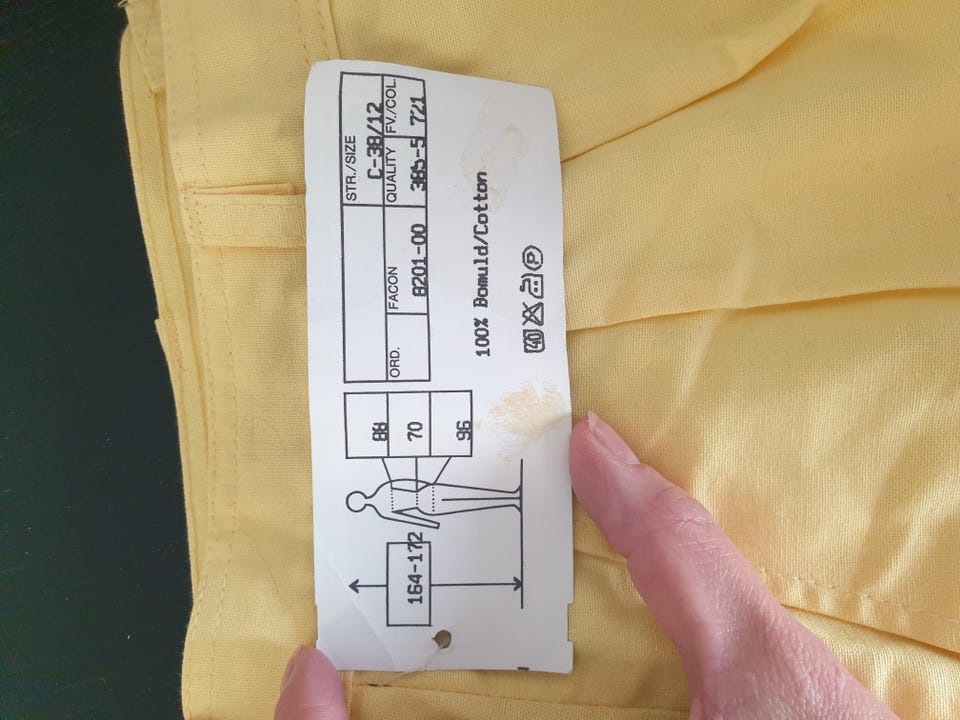 STR./SIZE
C-38/12
ORD.
FACON
QUALITY
FV./COL.
8201-00
385-5
721
88
70
96
164-172
100% Bomuld/Cotton
40
P